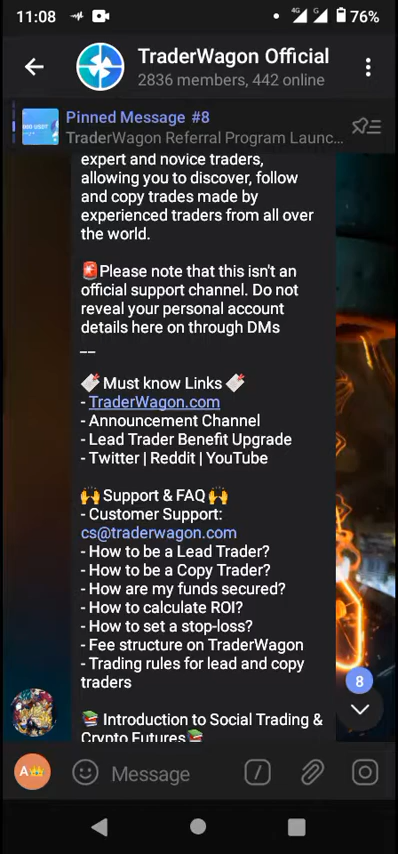 11:08
4G
G
76%
TraderWagon Official
2836 members, 442 online
Pinned Message #8
TraderWagon Referral Program Launc...
expert and novice traders,
allowing you to discover, follow
and copy trades made by
experienced traders from all over
the world.
🚨Please note that this isn't an
official support channel. Do not
reveal your personal account
details here on through DMs
__
Must know Links
- TraderWagon.com
- Announcement Channel
- Lead Trader Benefit Upgrade
- Twitter | Reddit | YouTube
🙌 Support & FAQ 🙌
- Customer Support:
cs@traderwagon.com
- How to be a Lead Trader?
- How to be a Copy Trader?
- How are my funds secured?
- How to calculate ROI?
- How to set a stop-loss?
- Fee structure on TraderWagon
- Trading rules for lead and copy
traders
8
📚 Introduction to Social Trading &
Crypto Futures 📚
A👑
Message
/